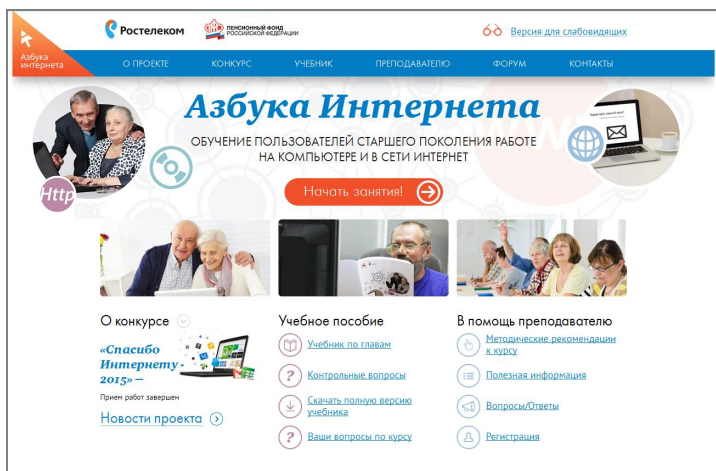 Ростелеком
ПЕНСИОННЫЙ ФОНД
РОССИЙСКОЙ ФЕДЕРАЦИИ
Версия для слабовидящих
Азбука
интернета
О ПРОЕКТЕ
КОНКУРС
УЧЕБНИК
ПРЕПОДАВАТЕЛЮ
ФОРУМ
КОНТАКТЫ
Азбука Интернета
ОБУЧЕНИЕ ПОЛЬЗОВАТЕЛЕЙ СТАРШЕГО ПОКОЛЕНИЯ РАБОТЕ
НА КОМПЬЮТЕРЕ И В СЕТИ ИНТЕРНЕТ
Http
Начать занятия!
О конкурсе
«Спасибо
Интернету -
2015» —
Прием работ завершен
Новости проекта
Учебное пособие
Учебник по главам
Контрольные вопросы
Скачать полную версию
учебника
Ваши вопросы по курсу
В помощь преподавателю
Методические рекомендации
к курсу
Полезная информация
Вопросы/Ответы
Регистрация